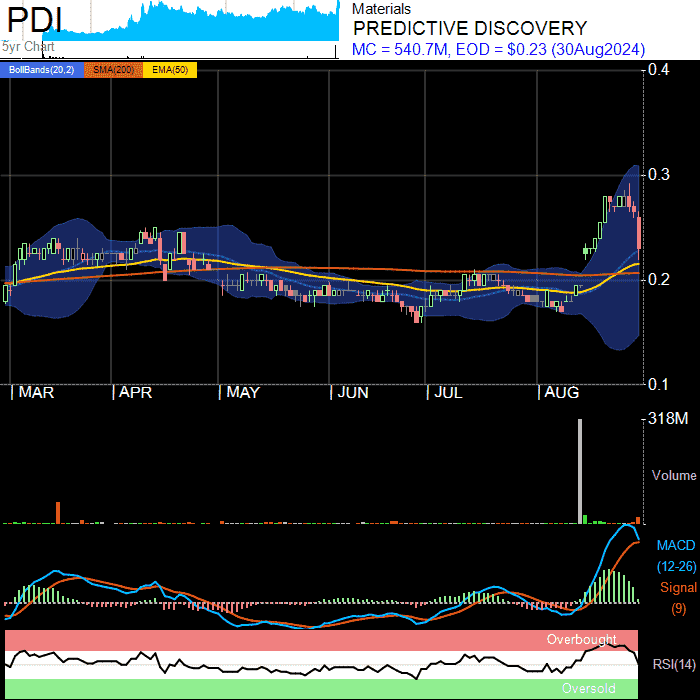 PDI
5yr Chart
Materials
PREDICTIVE DISCOVERY
MC = 540.7M, EOD = $0.23 (30Aug2024)
BollBands(20,2) SMA(200) EMA(50)
0.4
0.3
0.2
0.1
MAR APR MAY JUN JUL AUG
318M
Volume
MACD
(12-26)
Signal
(9)
Overbought
RSI(14)
Oversold